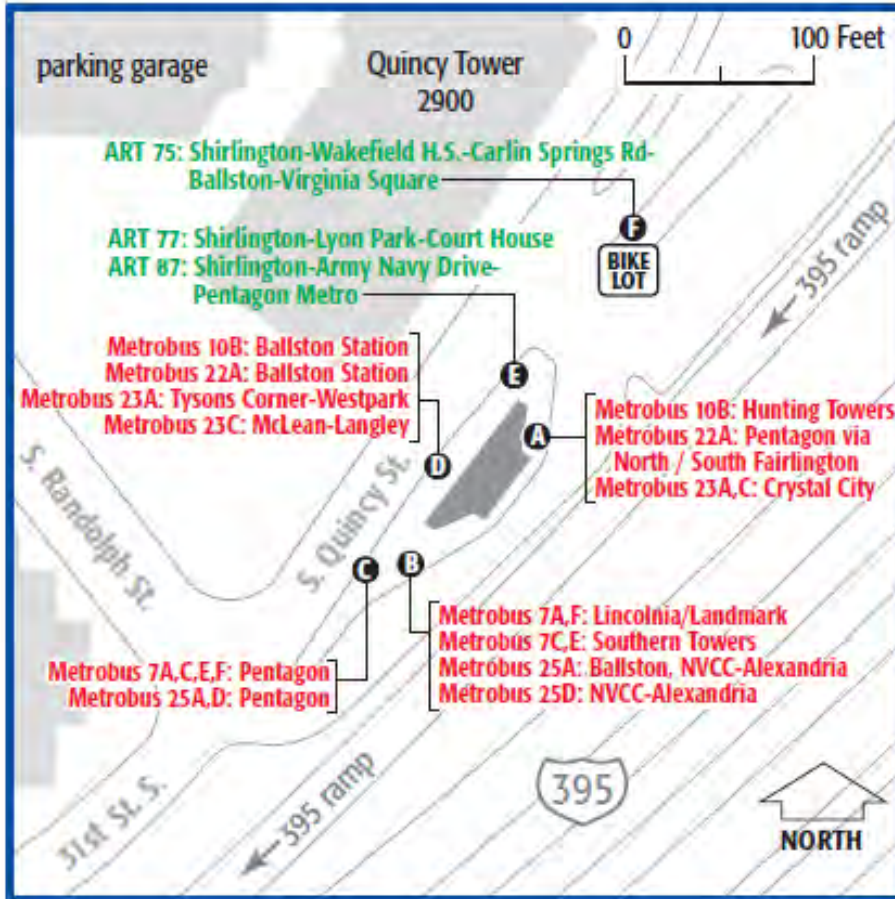 parking garage
Quincy Tower
2900
0 100 Feet
ART 75: Shirlington-Wakefield H.S.-Carlin Springs Rd-
Ballston-Virginia Square
F
BIKE
LOT
395 ramp
ART 77: Shirlington-Lyon Park-Court House
ART 87: Shirlington-Army Navy Drive-
Pentagon Metro
E
Metrobus 10B: Ballston Station
Metrobus 22A: Ballston Station
Metrobus 23A: Tysons Corner-Westpark
Metrobus 23C: McLean-Langley
D
A
Metrobus 10B: Hunting Towers
Metrobus 22A: Pentagon via
North / South Fairlington
Metrobus 23A,C: Crystal City
S. Randolph St.
S. Quincy St.
C
B
Metrobus 7A,F: Lincolnia/Landmark
Metrobus 7C,E: Southern Towers
Metrobus 25A: Ballston, NVCC-Alexandria
Metrobus 25D: NVCC-Alexandria
Metrobus 7A,C,E,F: Pentagon
Metrobus 25A,D: Pentagon
31st St. S.
395 ramp
395
NORTH